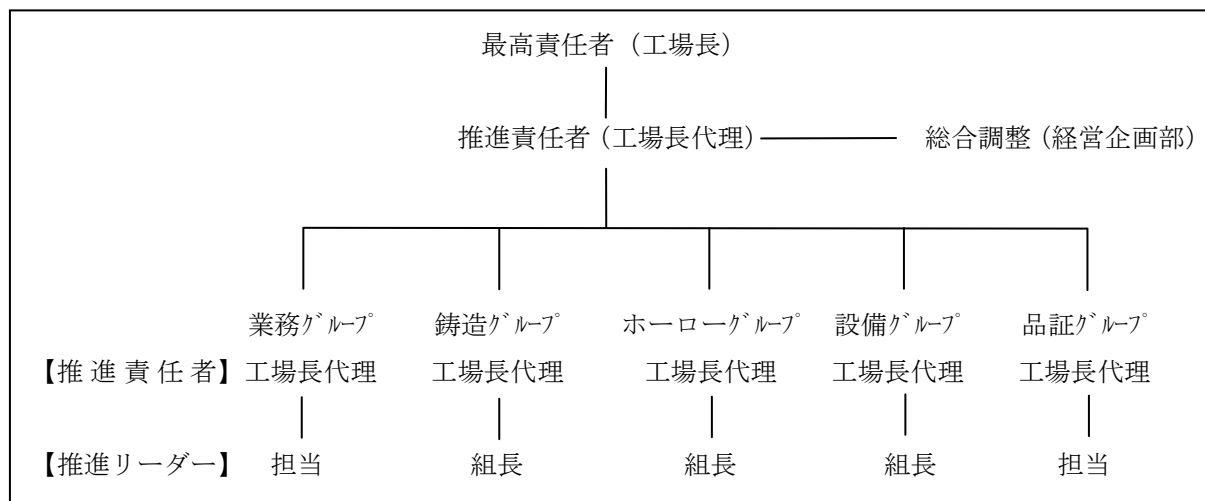 最高責任者（工場長）
推進責任者（工場長代理） 総合調整（経営企画部）
業務ｸﾞﾙｰﾌﾟ 鋳造ｸﾞﾙｰﾌﾟ ホーローｸﾞﾙｰﾌﾟ 設備ｸﾞﾙｰﾌﾟ 品証ｸﾞﾙｰﾌﾟ
【推進責任者】工場長代理 工場長代理 工場長代理 工場長代理 工場長代理
【推進リーダー】 担当 組長 組長 組長 担当